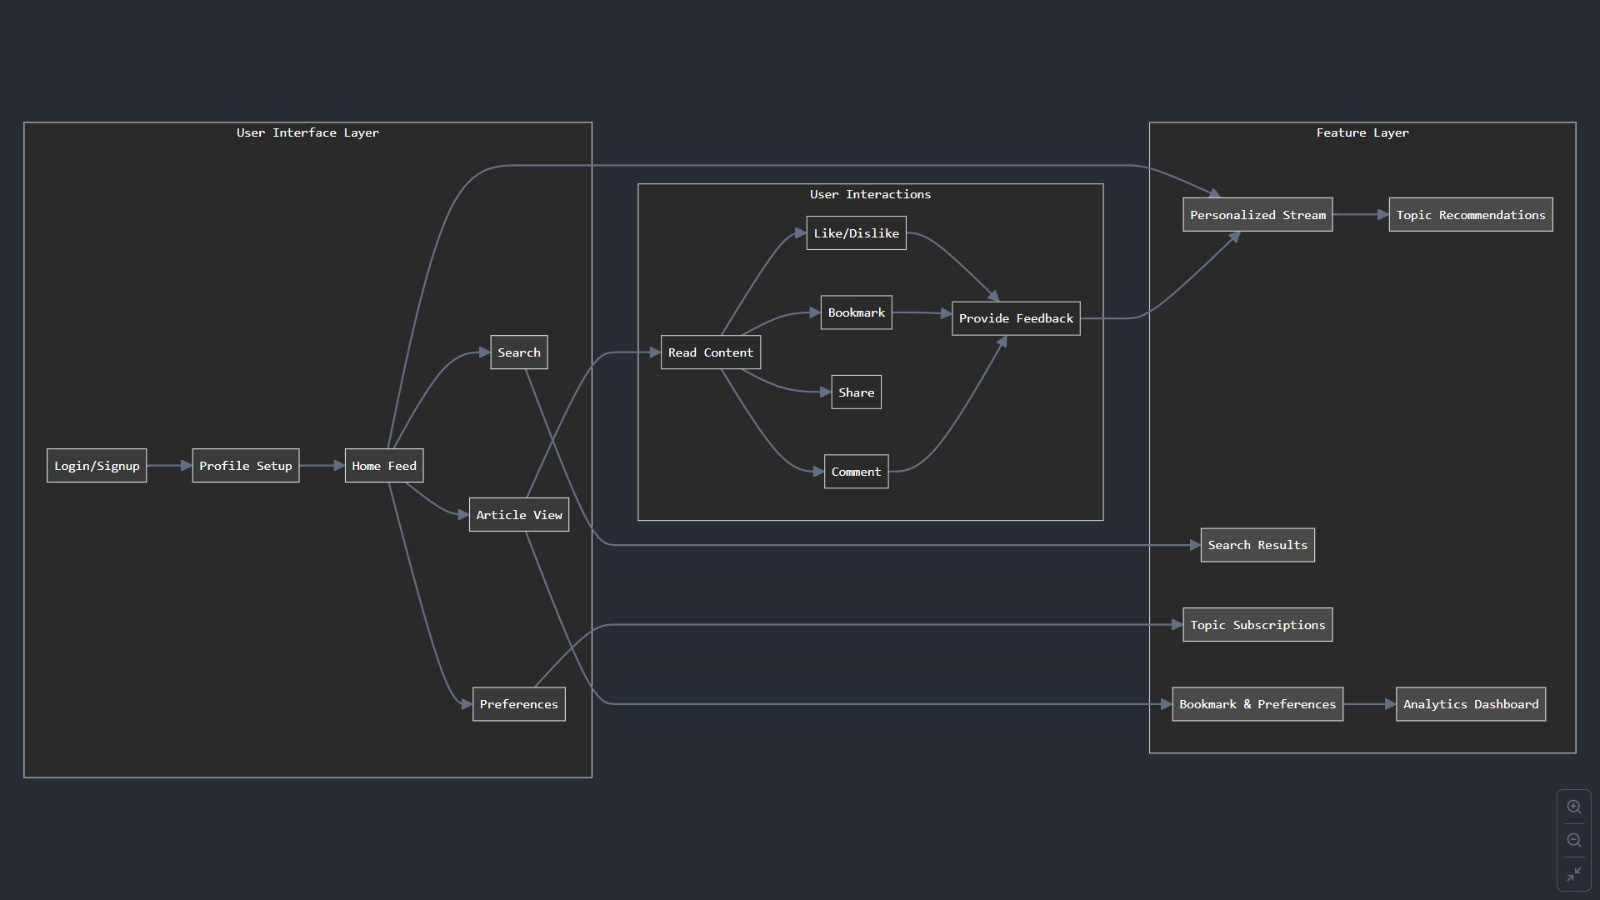 User Interface Layer
Login/Signup
Profile Setup
Home Feed
Search
Article View
Preferences
User Interactions
Read Content
Like/Dislike
Bookmark
Share
Comment
Provide Feedback
Feature Layer
Personalized Stream
Topic Recommendations
Search Results
Topic Subscriptions
Bookmark & Preferences
Analytics Dashboard